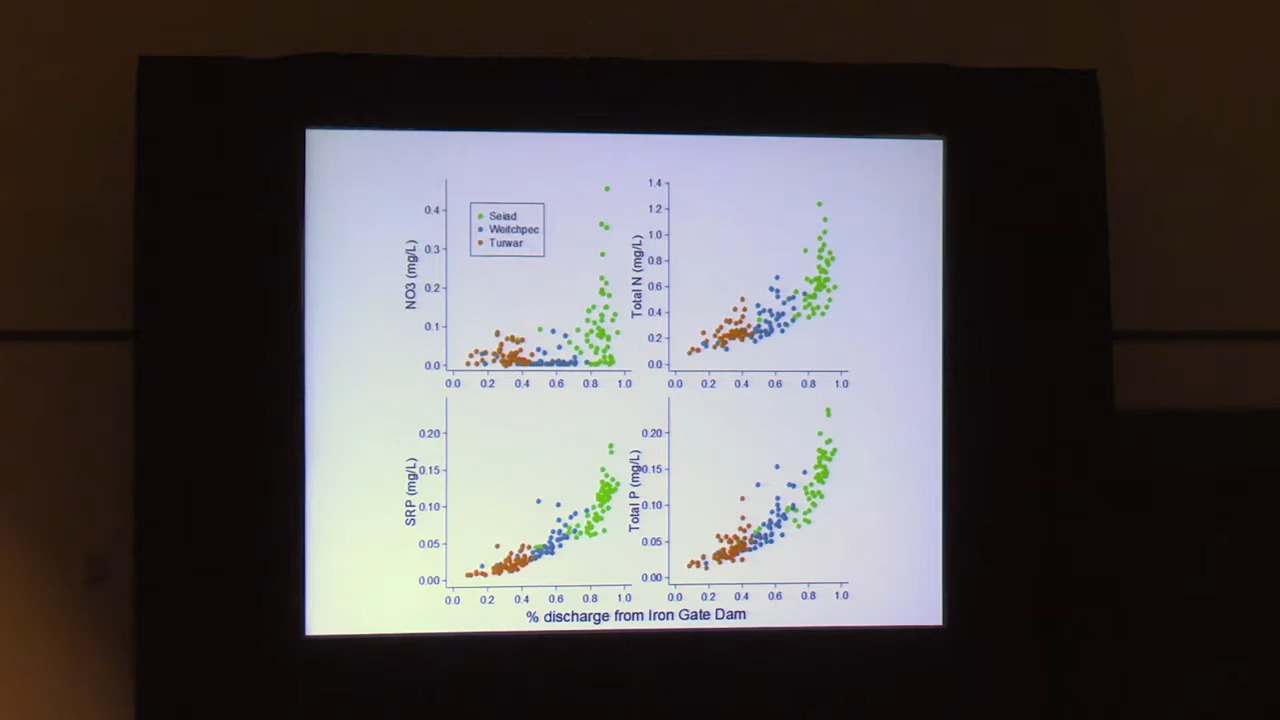 NO3 (mg/L)
0.4
0.3
0.2
0.1
0.0
0.0 0.2 0.4 0.6 0.8 1.0
Seiad
Weitchpec
Turwar
Total N (mg/L)
1.4
1.2
1.0
0.8
0.6
0.4
0.2
0.0
0.0 0.2 0.4 0.6 0.8 1.0
SRP (mg/L)
0.20
0.15
0.10
0.05
0.00
0.0 0.2 0.4 0.6 0.8 1.0
Total P (mg/L)
0.20
0.15
0.10
0.05
0.00
0.0 0.2 0.4 0.6 0.8 1.0
% discharge from Iron Gate Dam